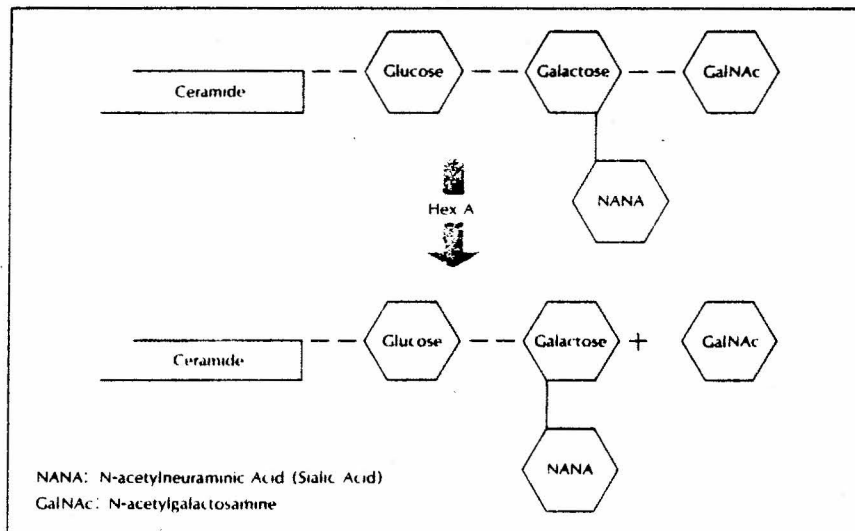 Glucose Galactose GalNAc
Ceramide
NANA
Hex A
Glucose Galactose + GalNAc
Ceramide
NANA
NANA: N-acetylneuraminic Acid (Sialic Acid)
GalNAc: N-acetylgalactosamine